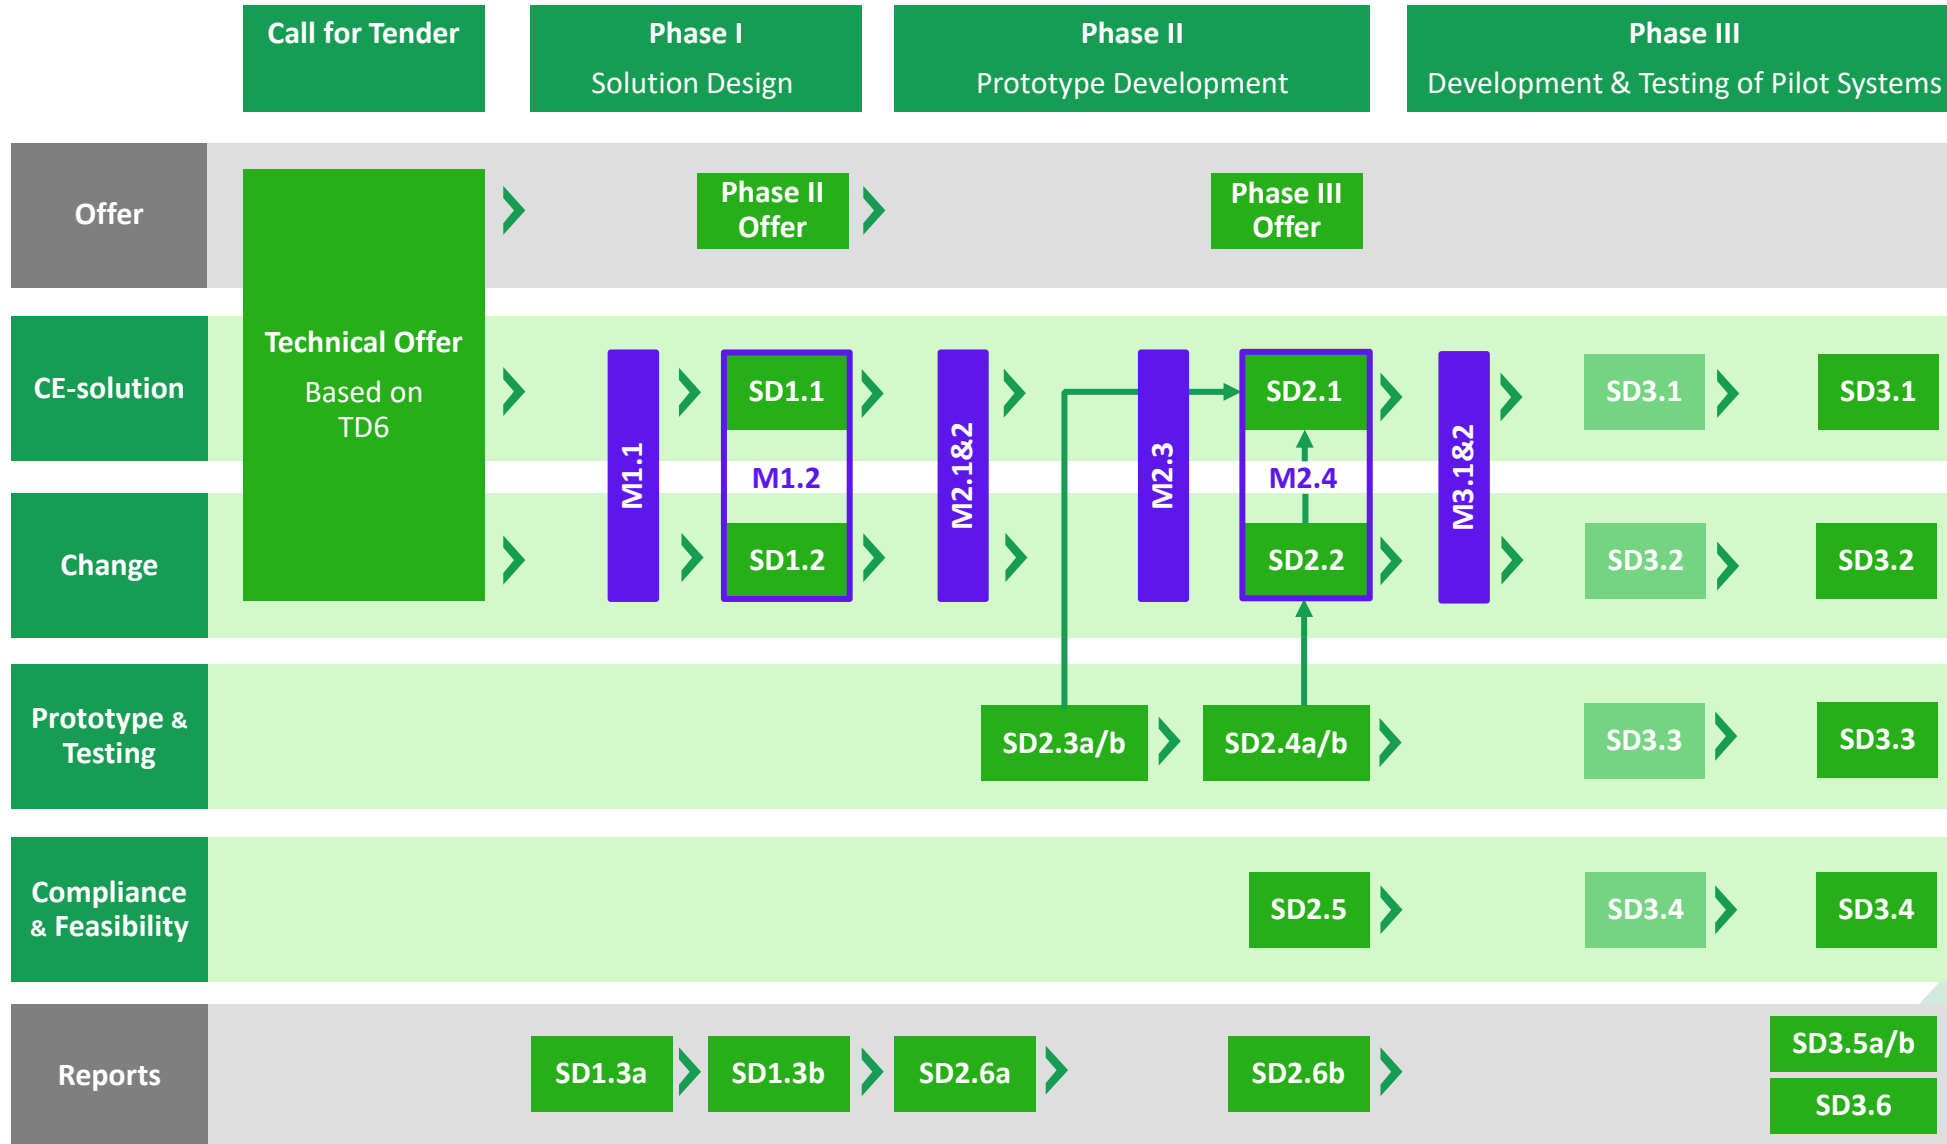 Call for Tender
Phase I
Solution Design
Phase II
Prototype Development
Phase III
Development & Testing of Pilot Systems
Offer
Phase II
Offer
Phase III
Offer
Technical Offer
Based on
TD6
CE-solution
M1.1
SD1.1
M1.2
SD1.2
M2.1&2
M2.3
SD2.1
M2.4
SD2.2
M3.1&2
SD3.1
SD3.1
Change
SD3.2
SD3.2
Prototype &
Testing
SD2.3a/b
SD2.4a/b
SD3.3
SD3.3
Compliance
& Feasibility
SD2.5
SD3.4
SD3.4
Reports
SD1.3a
SD1.3b
SD2.6a
SD2.6b
SD3.5a/b
SD3.6